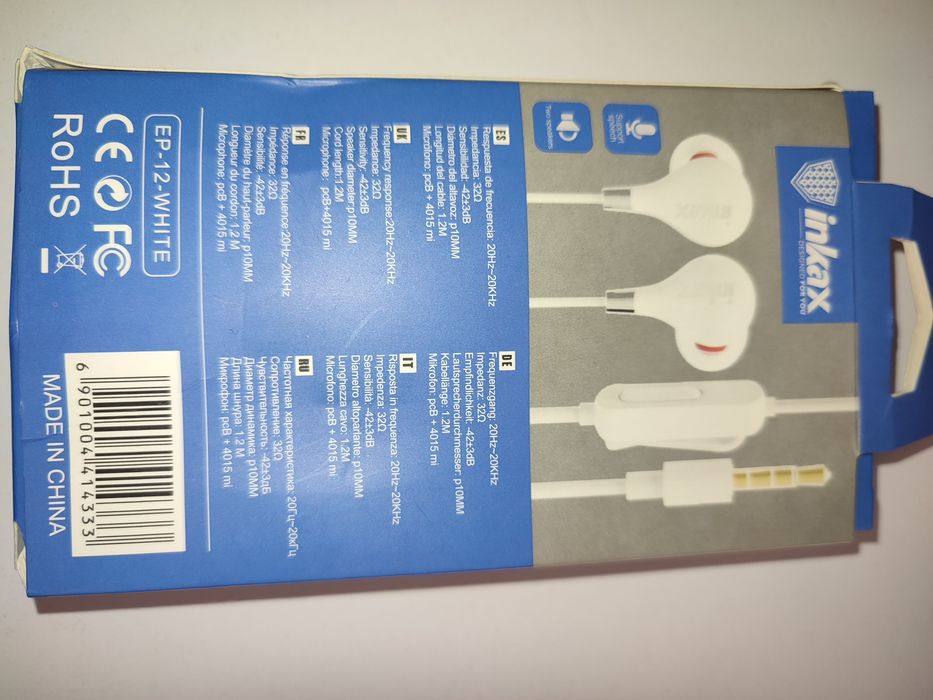 inkax
DESIGNED FOR YOU
Support
speech
Two speakers
ES
Respuesta de frecuencia: 20Hz~20KHz
Impedancia: 32Ω
Sensibilidad: -42±3dB
Diámetro del altavoz: p10MM
Longitud del cable: 1.2M
Micrófono: pcB + 4015 mi
DE
Frequenzgang: 20Hz~20KHz
Impedanz: 32Ω
Empfindlichkeit: -42±3dB
Lautsprecherdurchmesser: p10MM
Kabellänge: 1.2M
Mikrofon: pcB + 4015 mi
UK
Frequency response:20Hz~20KHz
Impedance: 32Ω
Sensitivity:-42±3dB
Speaker diameter:p10MM
Cord length:1.2M
Microphone: pcB+4015 mi
IT
Risposta in frequenza: 20Hz~20KHz
Impedenza: 32Ω
Sensibilità: -42±3dB
Diametro altoparlante: p10MM
Lunghezza cavo: 1.2M
Microfono: pcB + 4015 mi
FR
Réponse en fréquence:20Hz~20KHz
Impédance: 32Ω
Sensibilité: -42±3dB
Diamètre du haut-parleur: p10MM
Longueur du cordon: 1.2 M
Microphone: pcB + 4015 mi
RU
Частотная характеристика: 20Гц~20кГц
Сопротивление: 32Ω
Чувствительность: -42±3дБ
Диаметр динамика: p10MM
Длина шнура: 1.2 M
Микрофон: pcB + 4015 mi
EP-12-WHITE
CE FC
RoHS
6 901004 414333
MADE IN CHINA